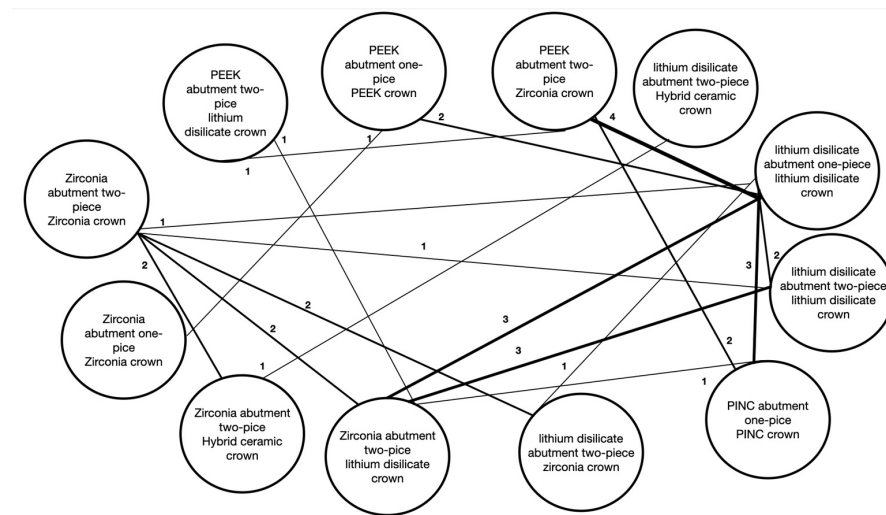 PEEK
abutment two-
pice
lithium
disilicate crown
PEEK
abutment one-
pice
PEEK crown
PEEK
abutment two-
pice
Zirconia crown
lithium disilicate
abutment two-piece
Hybrid ceramic
crown
lithium disilicate
abutment one-piece
lithium disilicate
crown
Zirconia
abutment two-
piece
Zirconia crown
lithium disilicate
abutment two-piece
lithium disilicate
crown
Zirconia
abutment one-
pice
Zirconia crown
Zirconia abutment
two-pice
Hybrid ceramic
crown
Zirconia abutment
two-pice
lithium disilicate
crown
lithium disilicate
abutment two-piece
zirconia crown
PINC abutment
one-pice
PINC crown
1
1
2
4
1
1
1
2
2
3
2
2
3
3
2
1
1
1